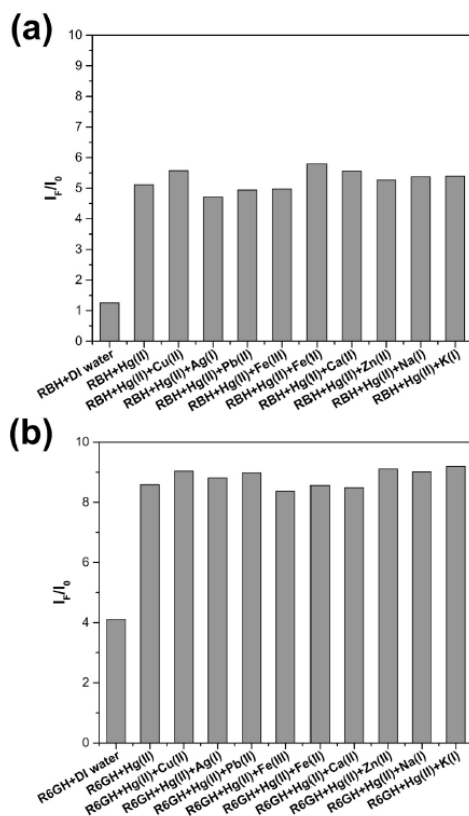 (a)
10
9
8
7
6
5
4
3
2
1
0
I_F/I_0
RBH+DI water
RBH+Hg(II)
RBH+Hg(II)+Cu(II)
RBH+Hg(II)+Ag(I)
RBH+Hg(II)+Pb(II)
RBH+Hg(II)+Fe(III)
RBH+Hg(II)+Fe(II)
RBH+Hg(II)+Ca(II)
RBH+Hg(II)+Zn(II)
RBH+Hg(II)+Na(I)
RBH+Hg(II)+K(I)
(b)
10
8
6
4
2
0
I_F/I_0
R6GH+DI water
R6GH+Hg(II)
R6GH+Hg(II)+Cu(II)
R6GH+Hg(II)+Ag(I)
R6GH+Hg(II)+Pb(II)
R6GH+Hg(II)+Fe(III)
R6GH+Hg(II)+Fe(II)
R6GH+Hg(II)+Ca(II)
R6GH+Hg(II)+Zn(II)
R6GH+Hg(II)+Na(I)
R6GH+Hg(II)+K(I)